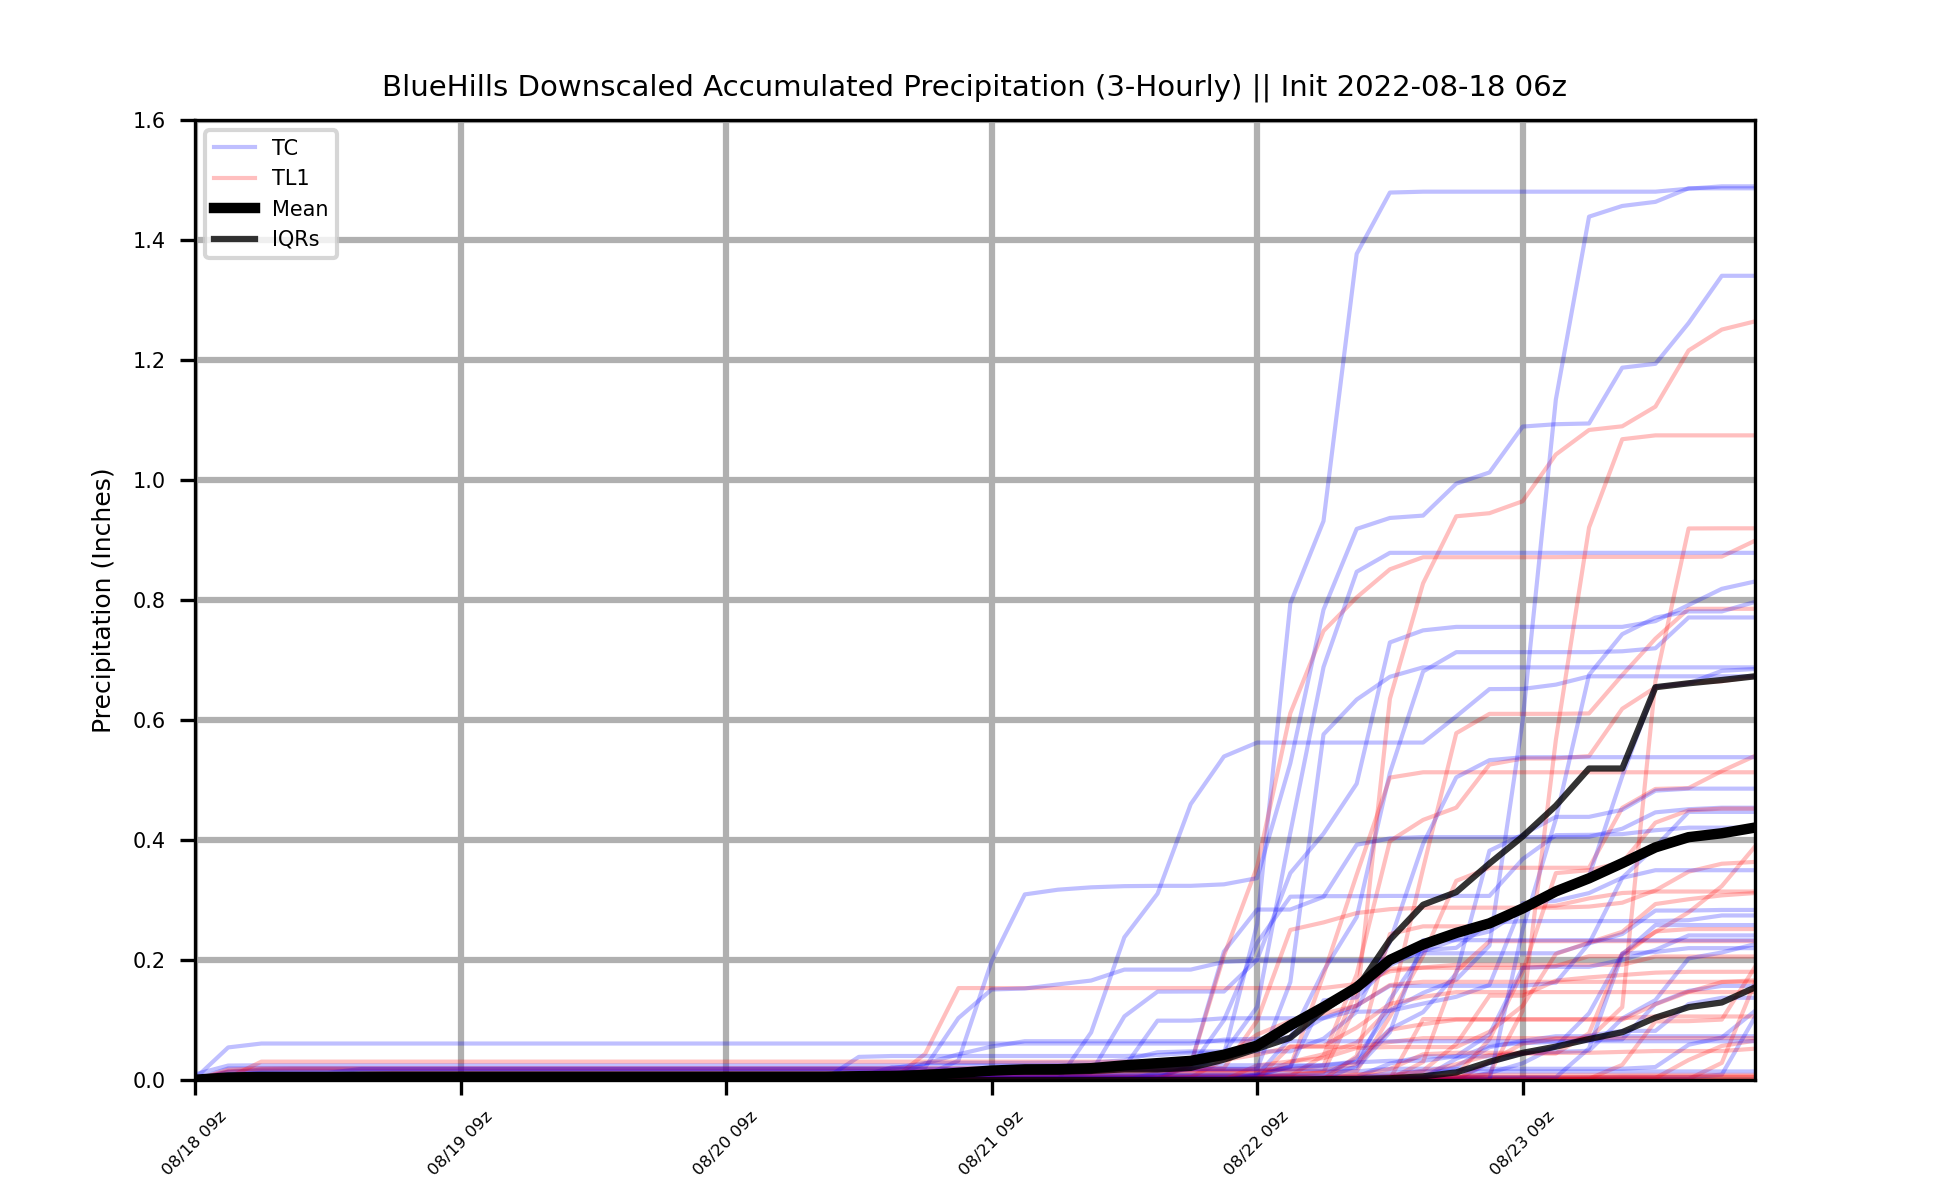 BlueHills Downscaled Accumulated Precipitation (3-Hourly) || Init 2022-08-18 06z
TC
TL1
Mean
IQRs
Precipitation (Inches)
1.6
1.4
1.2
1.0
0.8
0.6
0.4
0.2
0.0
08/18 09z
08/19 09z
08/20 09z
08/21 09z
08/22 09z
08/23 09z